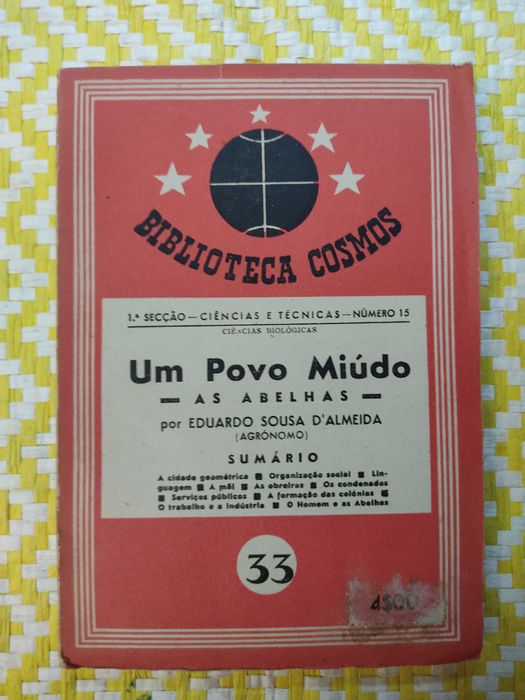 BIBLIOTECA COSMOS
1.ª SECÇÃO — CIÊNCIAS E TÉCNICAS — NÚMERO 15
CIÊNCIAS BIOLÓGICAS
Um Povo Miúdo
— AS ABELHAS —
por EDUARDO SOUSA D'ALMEIDA
(AGRÓNOMO)
SUMÁRIO
A cidade geométrica ■ Organização social ■ Lin-
guagem ■ A mãi ■ As obreiras ■ Os condenados
■ Serviços públicos ■ A formação das colónias ■
O trabalho e a indústria ■ O Homem e as Abelhas
33
4$00